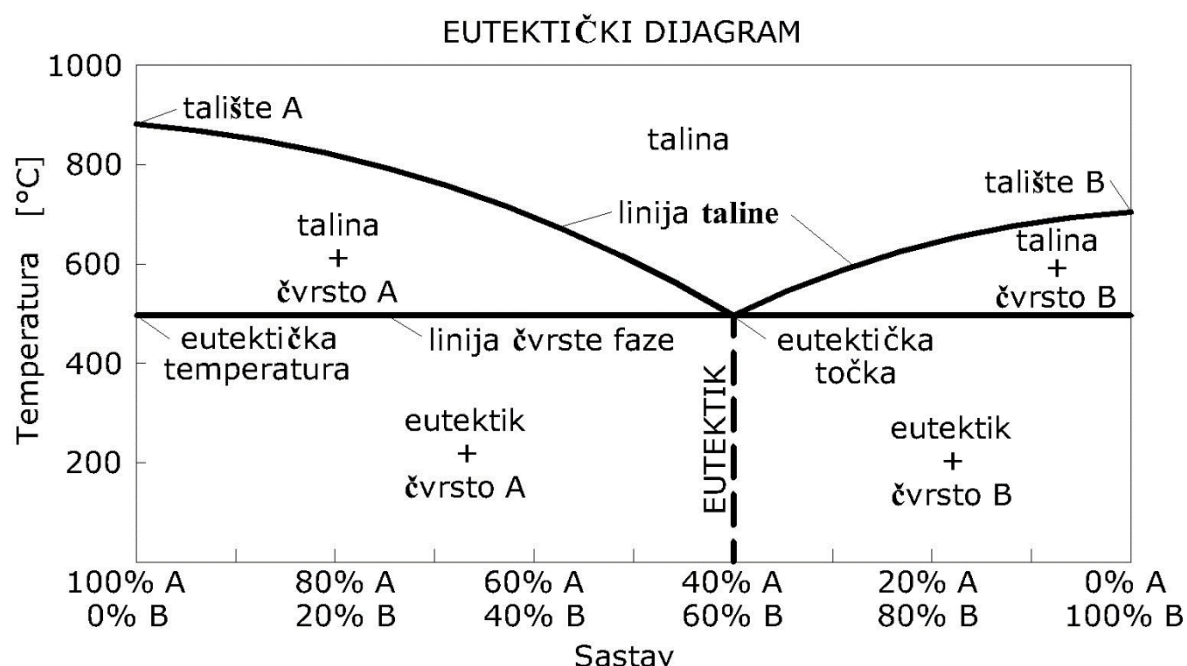 EUTEKTIČKI DIJAGRAM
1000
talište A
800
talina
talište B
linija taline
talina
+
čvrsto A
600
talina
+
čvrsto B
eutektička
temperatura
linija čvrste faze
eutektička
točka
400
EUTEKTIK
eutektik
+
čvrsto A
eutektik
+
čvrsto B
200
Temperatura [°C]
100% A 80% A 60% A 40% A 20% A 0% A
0% B 20% B 40% B 60% B 80% B 100% B
Sastav